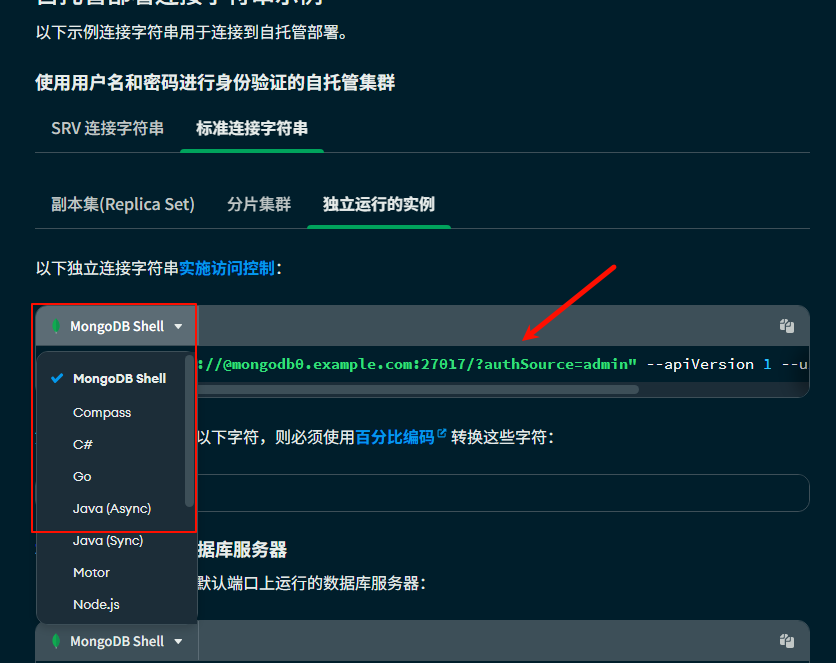 以下示例连接字符串用于连接到自托管部署。
使用用户名和密码进行身份验证的自托管集群
SRV 连接字符串 标准连接字符串
副本集(Replica Set) 分片集群 独立运行的实例
以下独立连接字符串实施访问控制：
MongoDB Shell
://@mongodb0.example.com:27017/?authSource=admin" --apiVersion 1 --u
MongoDB Shell
Compass
以下字符，则必须使用百分比编码 转换这些字符：
C#
Go
Java (Async)
Java (Sync)
据库服务器
Motor
默认端口上运行的数据库服务器：
Node.js
MongoDB Shell